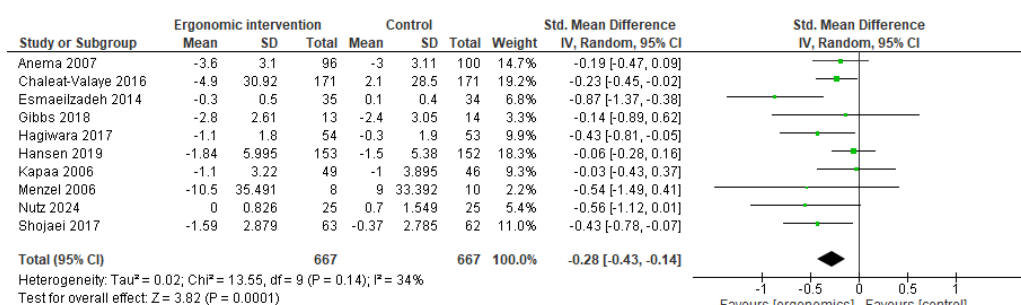 Ergonomic intervention Control Std. Mean Difference Std. Mean Difference
Study or Subgroup Mean SD Total Mean SD Total Weight IV, Random, 95% CI IV, Random, 95% CI
Anema 2007 -3.6 3.1 96 -3 3.11 100 14.7% -0.19 [-0.47, 0.09]
Chaleat-Valaye 2016 -4.9 30.92 171 2.1 28.5 171 19.2% -0.23 [-0.45, -0.02]
Esmaeilzadeh 2014 -0.3 0.5 35 0.1 0.4 34 6.8% -0.87 [-1.37, -0.38]
Gibbs 2018 -2.8 2.61 13 -2.4 3.05 14 3.3% -0.14 [-0.89, 0.62]
Hagiwara 2017 -1.1 1.8 54 -0.3 1.9 53 9.6% -0.43 [-0.81, -0.05]
Hansen 2019 -1.84 5.995 153 -1.5 5.38 152 18.3% -0.06 [-0.28, 0.16]
Kapaa 2006 -1.1 3.22 49 -1 3.895 46 9.0% -0.03 [-0.43, 0.37]
Menzel 2006 -10.5 35.491 8 9 33.392 10 2.2% -0.54 [-1.49, 0.41]
Nutz 2024 0 0.826 25 0.7 1.549 25 5.4% -0.56 [-1.12, 0.01]
Shojaei 2017 -1.59 2.879 63 -0.37 2.785 62 11.0% -0.43 [-0.78, -0.07]
Total (95% CI) 667 667 100.0% -0.28 [-0.43, -0.14]
Heterogeneity: Tau² = 0.02; Chi² = 13.55, df = 9 (P = 0.14); I² = 34%
Test for overall effect: Z = 3.82 (P = 0.0001)
-1 -0.5 0 0.5 1
Favours [ergonomics] Favours [control]